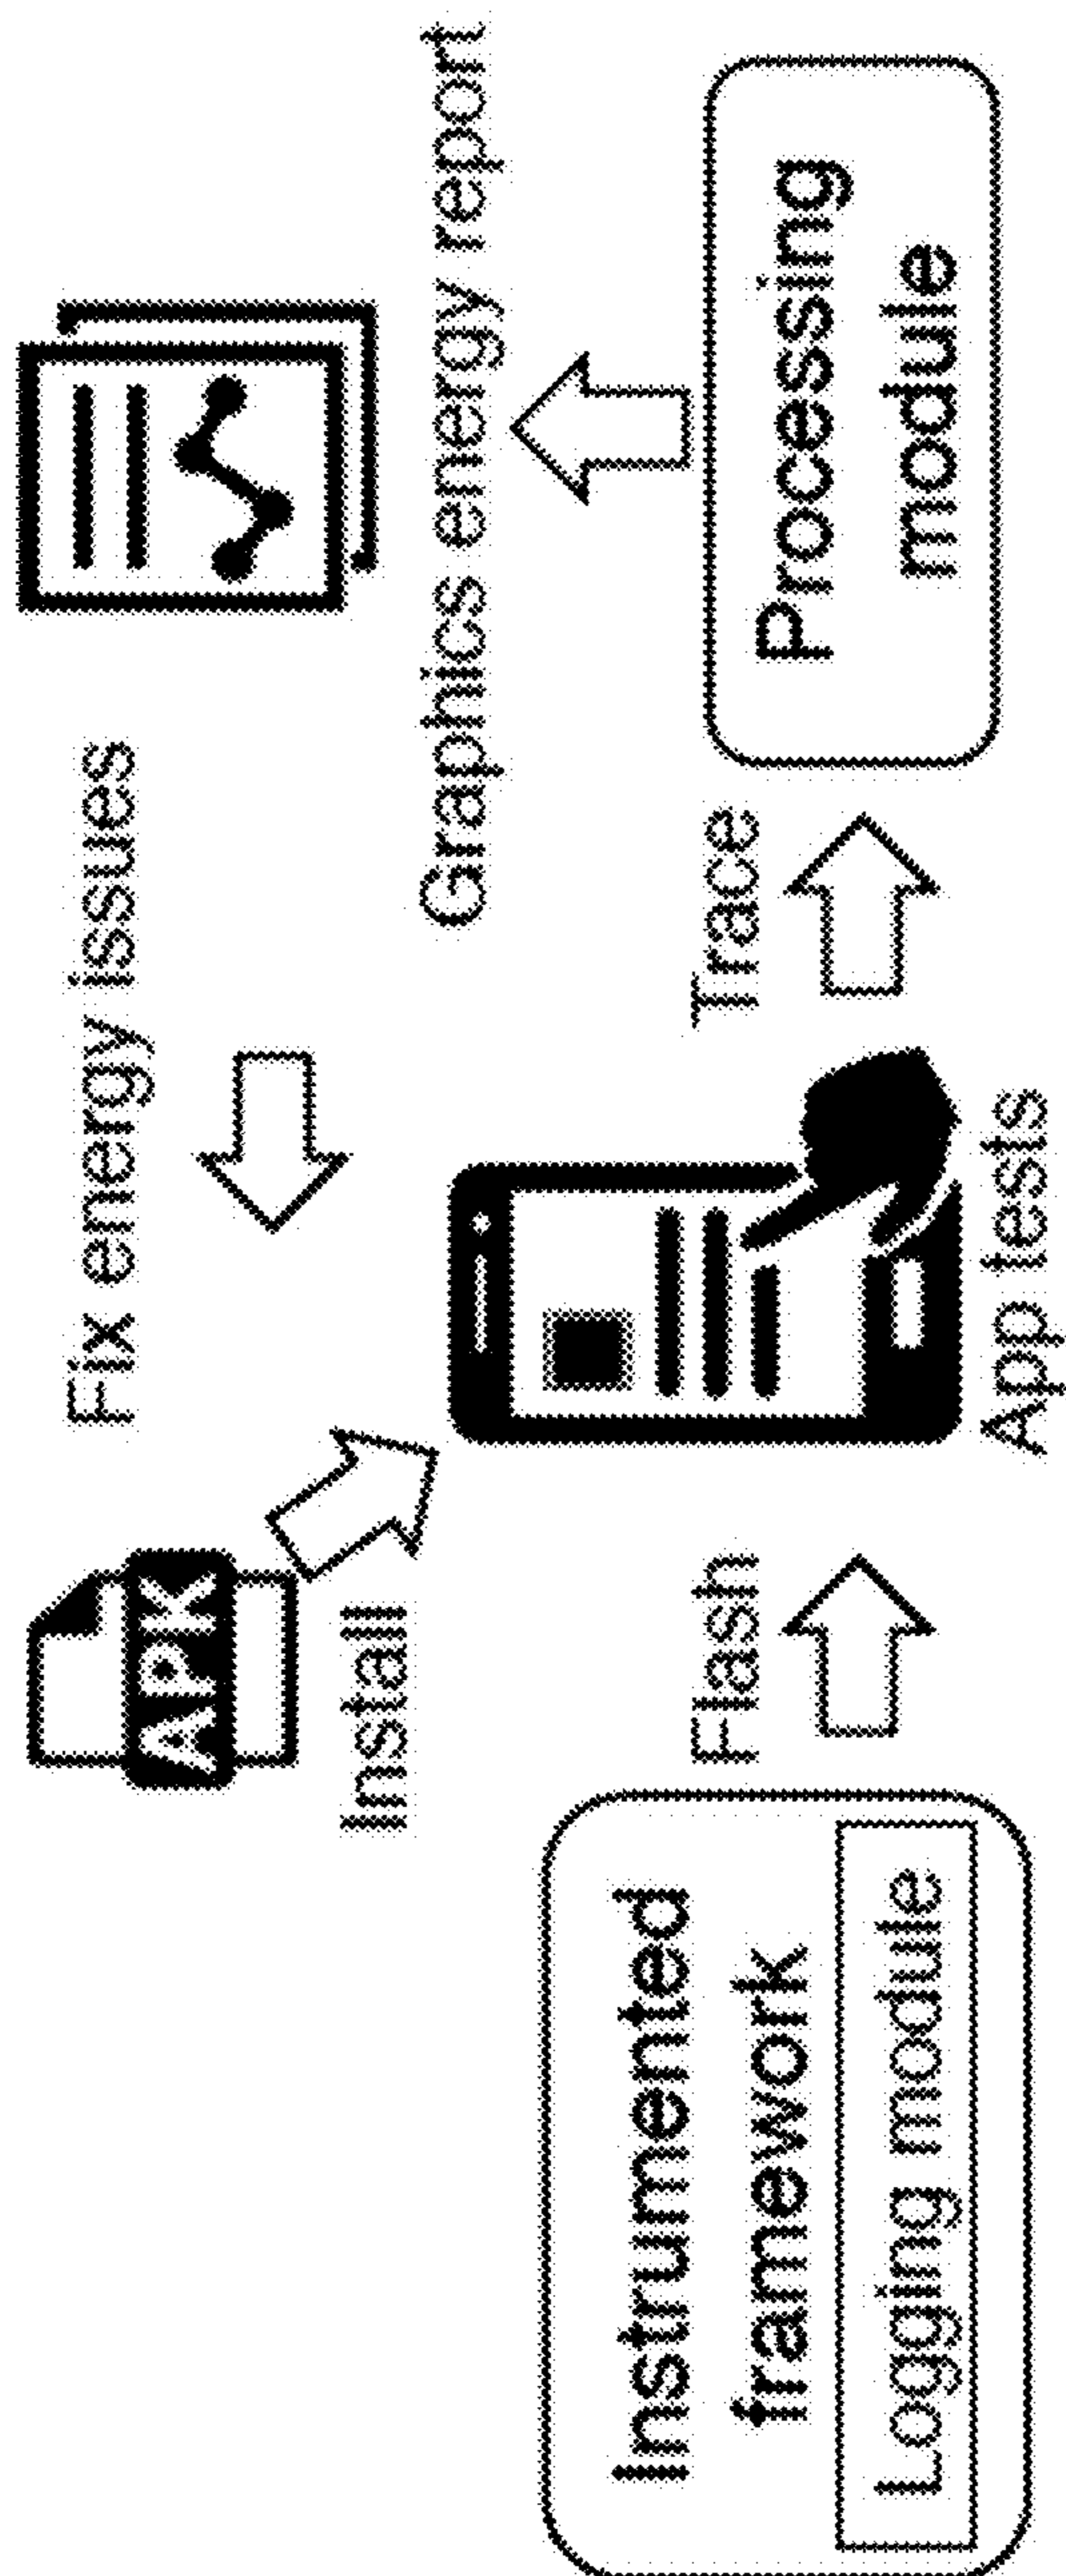 APK
Install
Fix energy issues
Graphics energy report
Instrumented
framework
Logging module
Flash
App tests
Trace
Processing
module